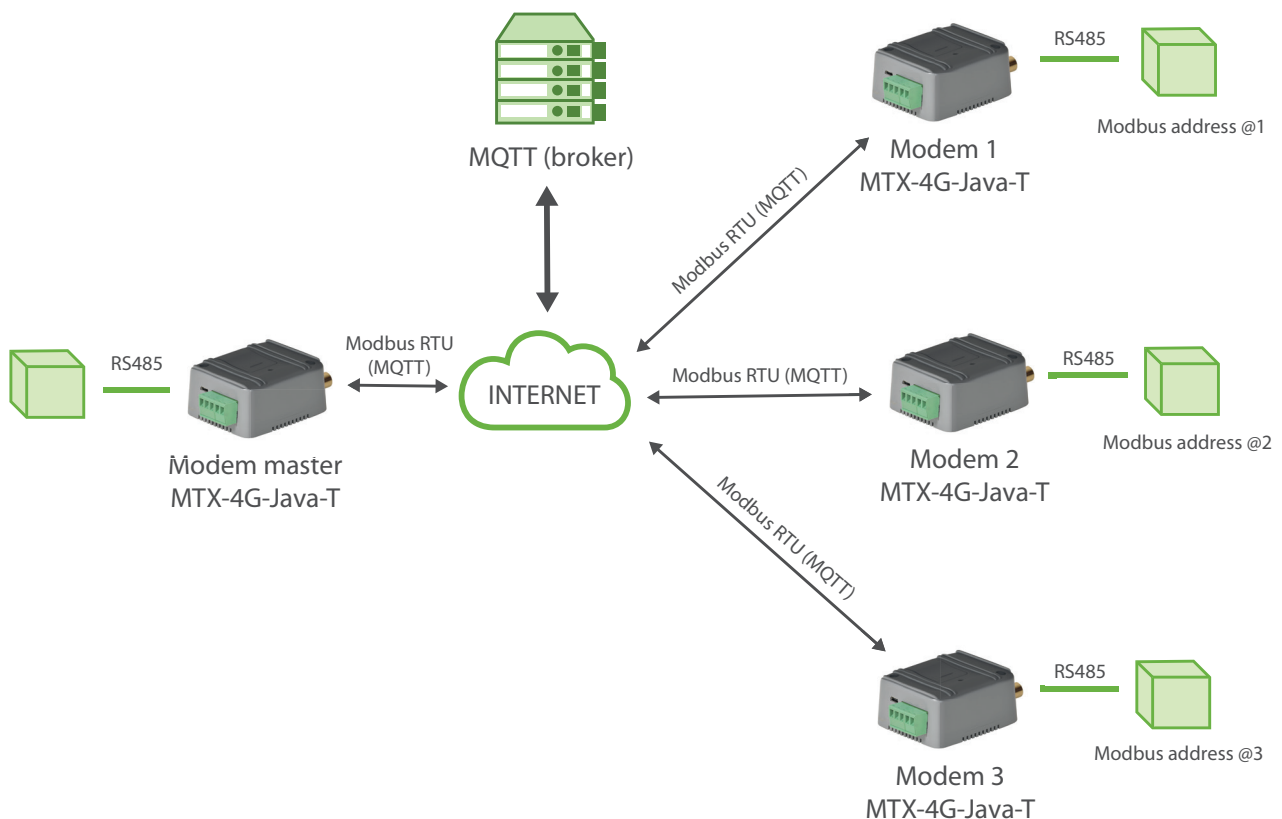 RS485
Modbus address @1
MQTT (broker)
Modem 1
MTX-4G-Java-T
Modbus RTU (MQTT)
RS485
Modbus RTU
(MQTT)
INTERNET
Modem master
MTX-4G-Java-T
Modbus RTU (MQTT)
RS485
Modbus address @2
Modem 2
MTX-4G-Java-T
Modbus RTU (MQTT)
RS485
Modbus address @3
Modem 3
MTX-4G-Java-T